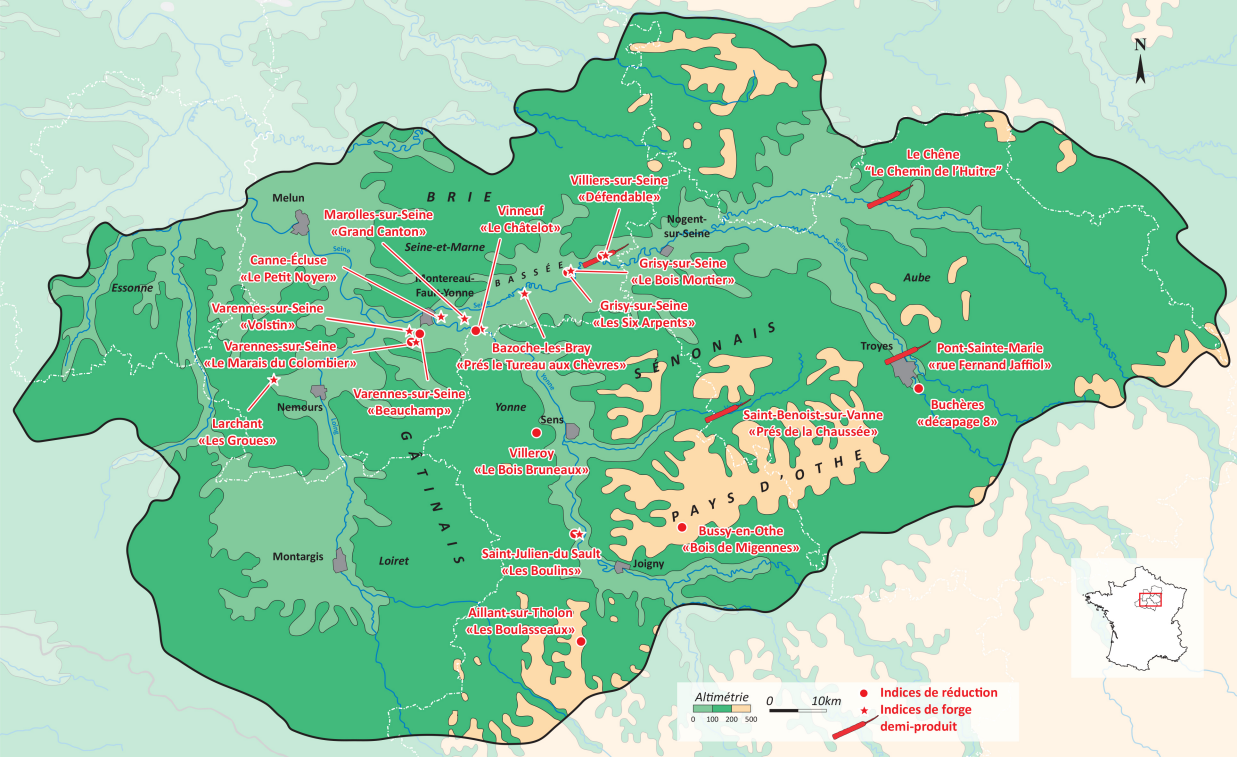 N
Le Chêne
“Le Chemin de l’Huitre”
Villiers-sur-Seine
«Défendable»
Melun
BRIE
Marolles-sur-Seine
«Grand Canton»
Vinneuf
«Le Châtelot»
Nogent-
sur-Seine
Seine-et-Marne
Seine
Seine
Canne-Écluse
«Le Petit Noyer»
BASSÉE
Grisy-sur-Seine
«Le Bois Mortier»
Montereau-
Faut-Yonne
Seine
Essonne
Aube
Varennes-sur-Seine
«Volstin»
Grisy-sur-Seine
«Les Six Arpents»
SÉNONAIS
Varennes-sur-Seine
«Le Marais du Colombier»
Bazoche-les-Bray
«Prés le Tureau aux Chèvres»
Troyes
Pont-Sainte-Marie
«rue Fernand Jaffiol»
Yonne
Varennes-sur-Seine
«Beauchamp»
Nemours
Yonne
Larchant
«Les Groues»
Loing
Sens
Saint-Benoist-sur-Vanne
«Prés de la Chaussée»
Buchères
«décapage 8»
GÂTINAIS
Villeroy
«Le Bois Bruneaux»
PAYS D’OTHE
Bussy-en-Othe
«Bois de Migennes»
Montargis
Loiret
Saint-Julien du Sault
«Les Boulins»
Joigny
Aillant-sur-Tholon
«Les Boulasseaux»
Altimétrie
0 100 200 500
0 10km
Indices de réduction
Indices de forge
demi-produit